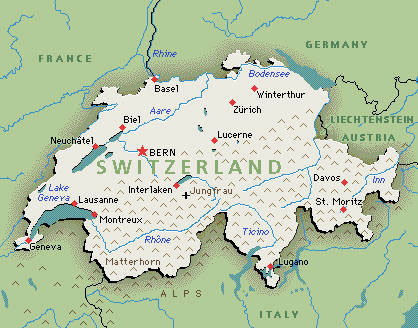 GERMANY
FRANCE
Rhine
Bodensee
Basel
Winterthur
Zürich
Aare
Biel
LIECHTENSTEIN
AUSTRIA
Lucerne
Neuchâtel
BERN
SWITZERLAND
Davos
Inn
Interlaken
Jungfrau
Lake
Geneva
Lausanne
St. Moritz
Montreux
Ticino
Rhône
Geneva
Matterhorn
Lugano
ALPS
ITALY